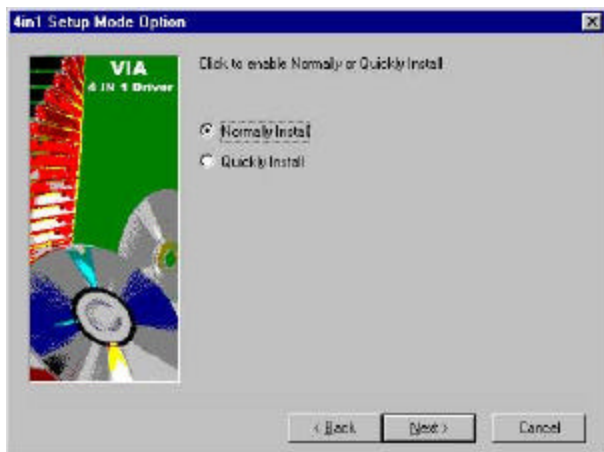 4in1 Setup Mode Option
VIA
4 IN 1 Driver
Click to enable Normally or Quickly Install
Normally Install
Quickly Install
< Back
Next >
Cancel